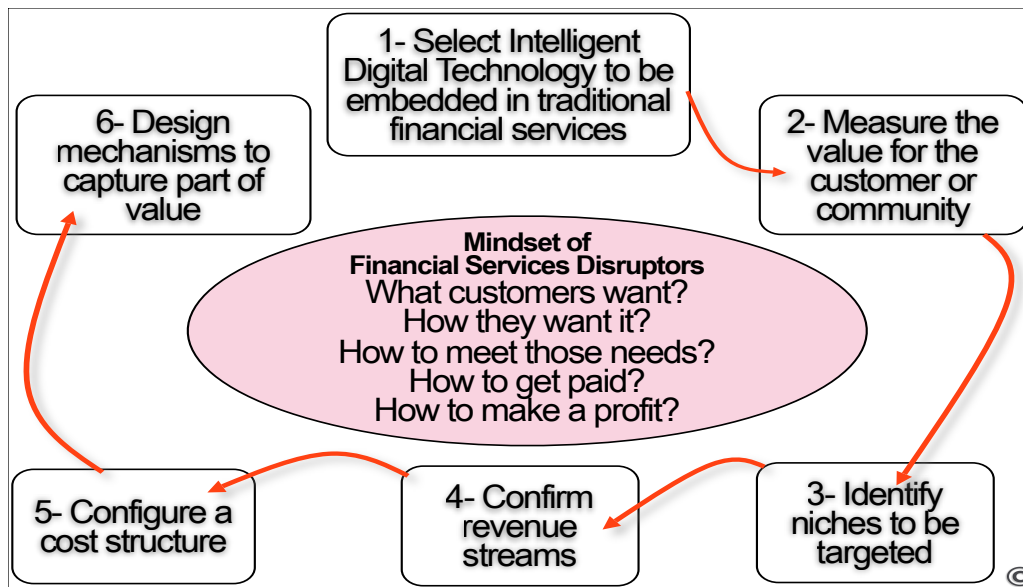 1- Select Intelligent
Digital Technology to be
embedded in traditional
financial services
2- Measure the
value for the
customer or
community
3- Identify
niches to be
targeted
4- Confirm
revenue
streams
5- Configure a
cost structure
6- Design
mechanisms to
capture part of
value
Mindset of
Financial Services Disruptors
What customers want?
How they want it?
How to meet those needs?
How to get paid?
How to make a profit?
©